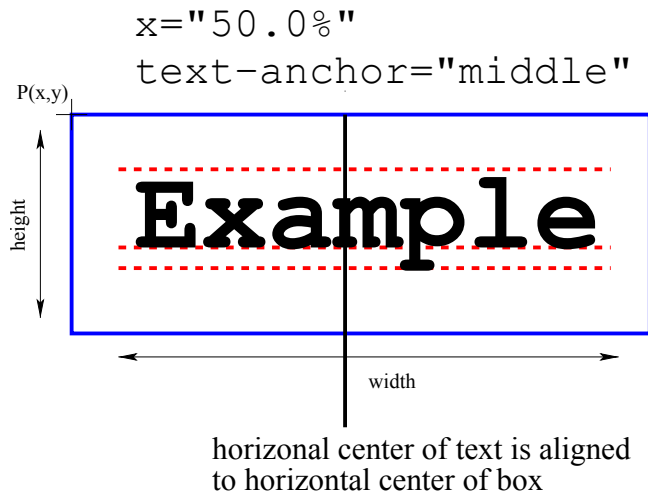 x="50.0%"
text-anchor="middle"
P(x,y)
height
Example
width
horizonal center of text is aligned
to horizontal center of box